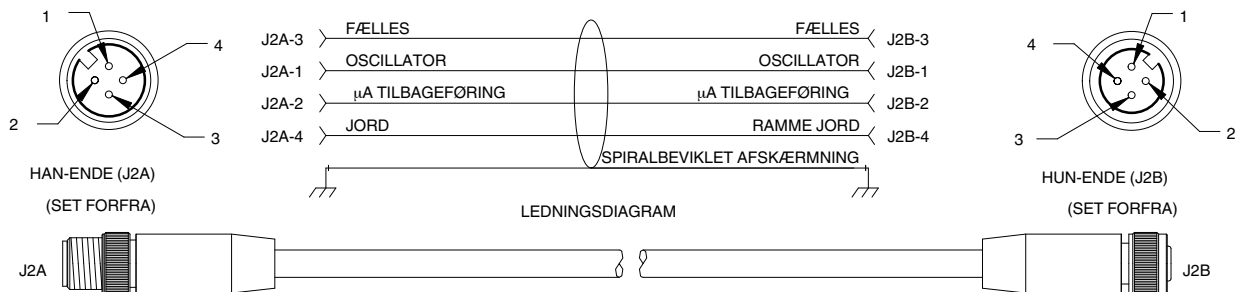 1
4
2
3
HAN-ENDE (J2A)
(SET FORFRA)
J2A-3 FÆLLES FÆLLES J2B-3
J2A-1 OSCILLATOR OSCILLATOR J2B-1
J2A-2 µA TILBAGEFØRING µA TILBAGEFØRING J2B-2
J2A-4 JORD RAMME JORD J2B-4
SPIRALBEVIKLET AFSKÆRMNING
LEDNINGSDIAGRAM
1
4
3
2
HUN-ENDE (J2B)
(SET FORFRA)
J2A
J2B